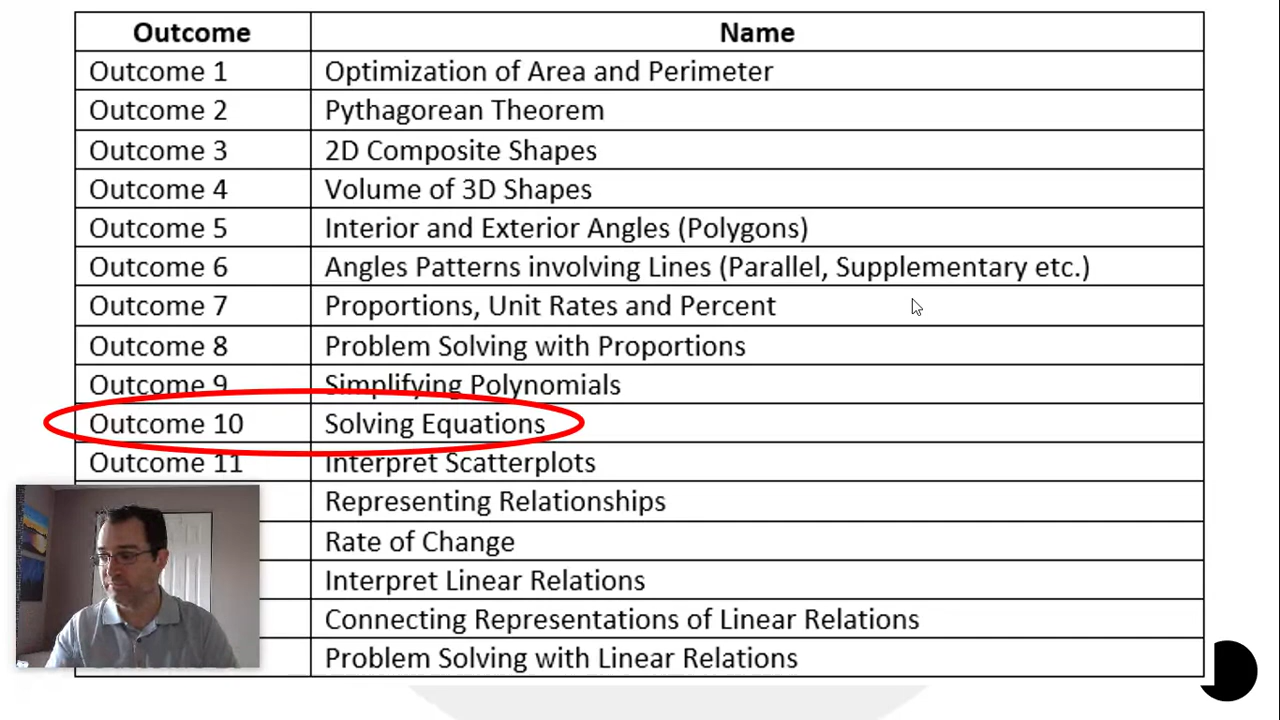 Outcome Name
Outcome 1 Optimization of Area and Perimeter
Outcome 2 Pythagorean Theorem
Outcome 3 2D Composite Shapes
Outcome 4 Volume of 3D Shapes
Outcome 5 Interior and Exterior Angles (Polygons)
Outcome 6 Angles Patterns involving Lines (Parallel, Supplementary etc.)
Outcome 7 Proportions, Unit Rates and Percent
Outcome 8 Problem Solving with Proportions
Outcome 9 Simplifying Polynomials
Outcome 10 Solving Equations
Outcome 11 Interpret Scatterplots
Representing Relationships
Rate of Change
Interpret Linear Relations
Connecting Representations of Linear Relations
Problem Solving with Linear Relations